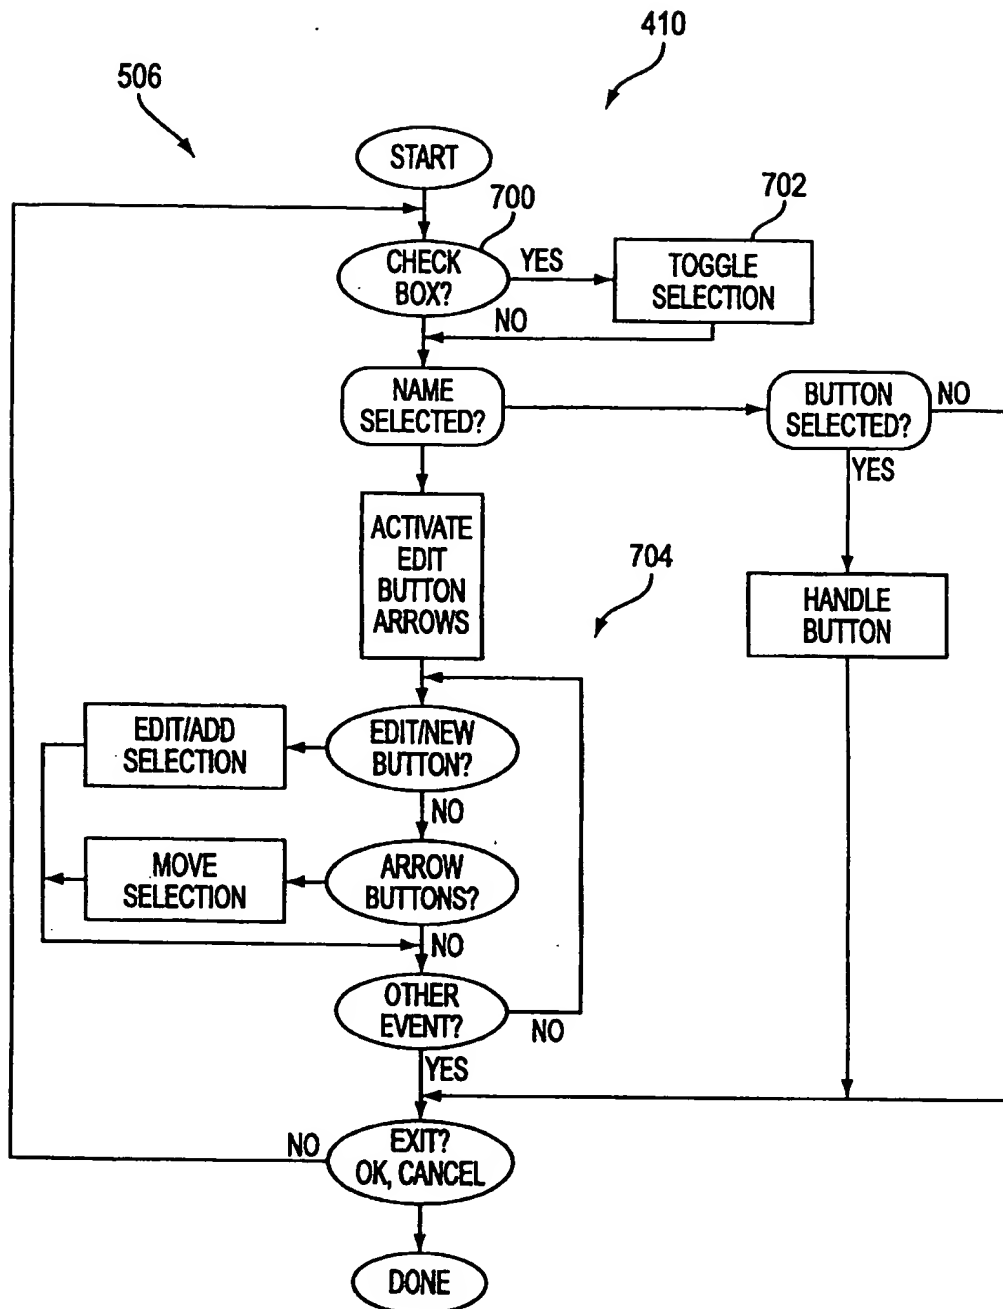 410
506
START
700
702
CHECK
BOX?
YES
TOGGLE
SELECTION
NO
NAME
SELECTED?
BUTTON
SELECTED?
NO
YES
ACTIVATE
EDIT
BUTTON
ARROWS
704
HANDLE
BUTTON
EDIT/ADD
SELECTION
EDIT/NEW
BUTTON?
NO
MOVE
SELECTION
ARROW
BUTTONS?
NO
OTHER
EVENT?
NO
YES
NO
EXIT?
OK, CANCEL
DONE